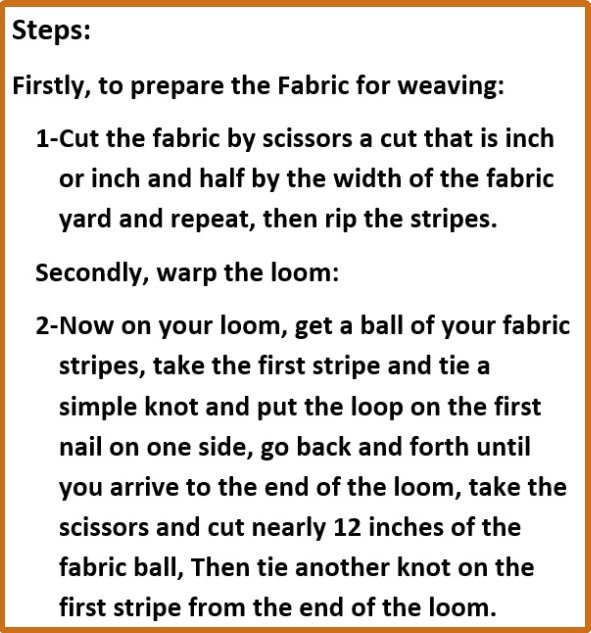 Steps:
Firstly, to prepare the Fabric for weaving:
1-Cut the fabric by scissors a cut that is inch
or inch and half by the width of the fabric
yard and repeat, then rip the stripes.
Secondly, warp the loom:
2-Now on your loom, get a ball of your fabric
stripes, take the first stripe and tie a
simple knot and put the loop on the first
nail on one side, go back and forth until
you arrive to the end of the loom, take the
scissors and cut nearly 12 inches of the
fabric ball, Then tie another knot on the
first stripe from the end of the loom.